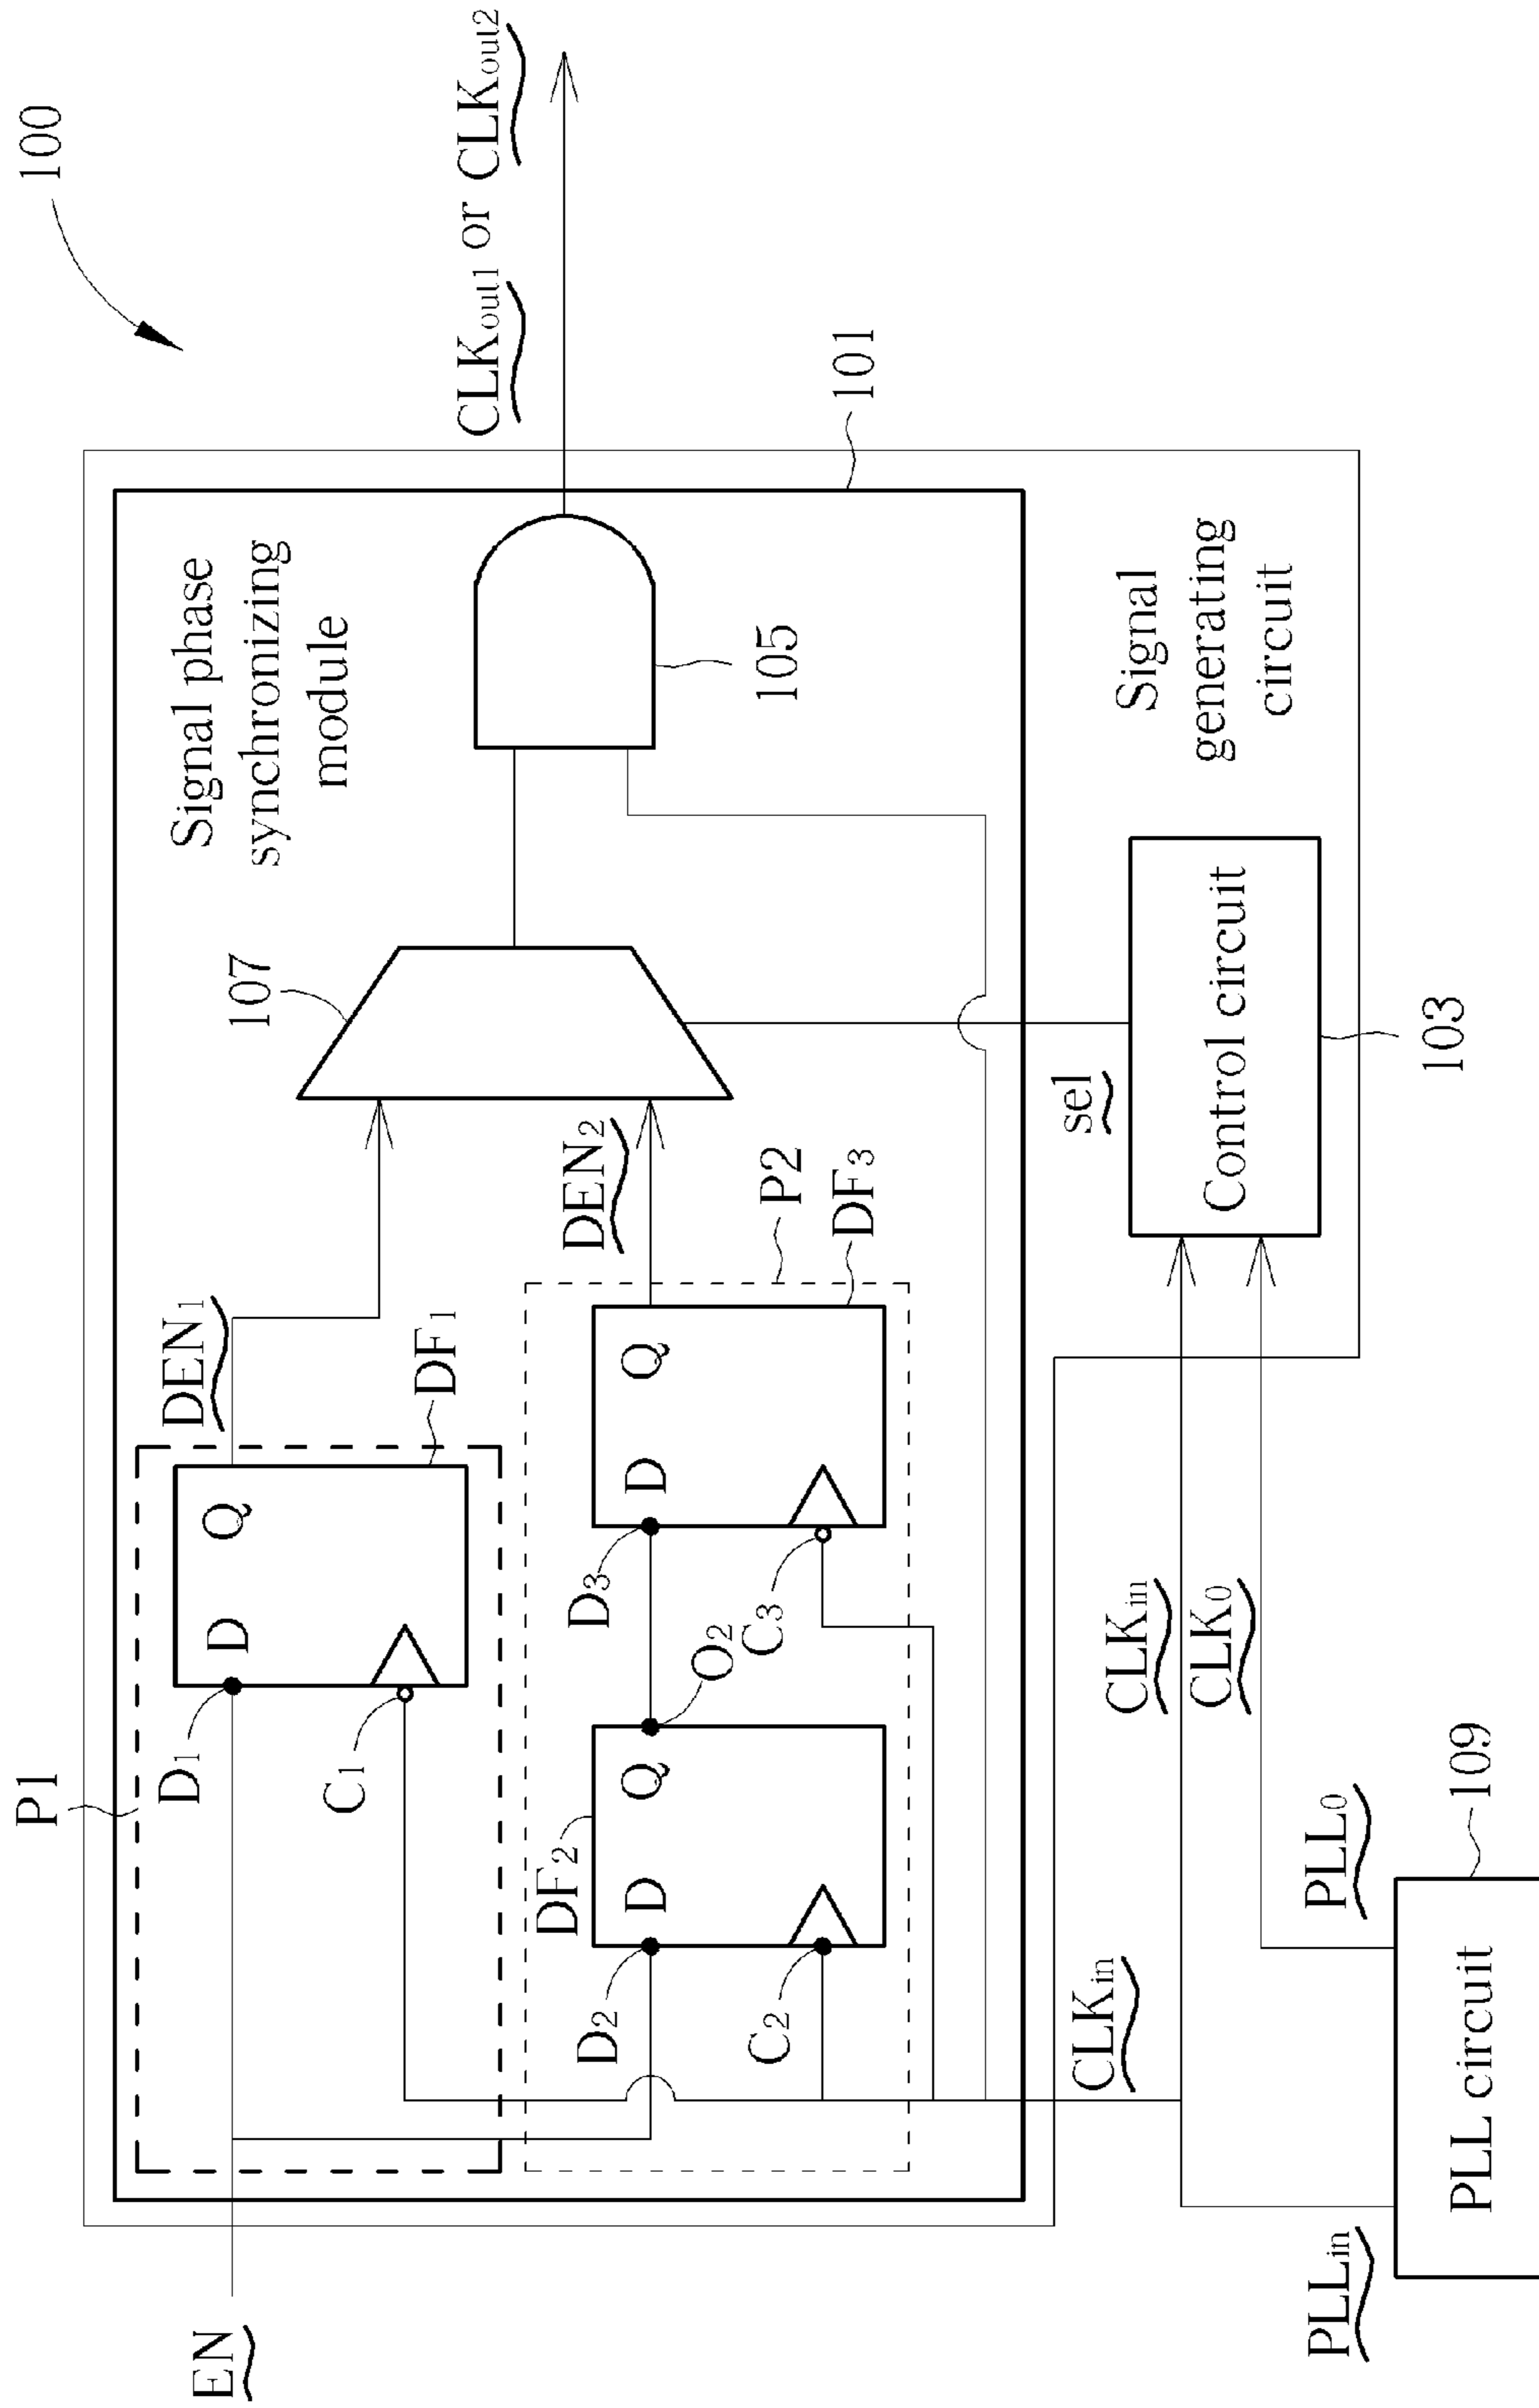 100
CLKout1 or CLKout2
101
Signal phase
synchronizing
module
105
107
P1
DEN1
DF1
D
Q
D1
C1
EN
DEN2
P2
DF3
D
Q
D3
C3
O2
DF2
D
Q
D2
C2
sel
Control circuit
103
Signal
generating
circuit
CLKin
CLK0
CLKin
PLL0
109
PLLin
PLL circuit